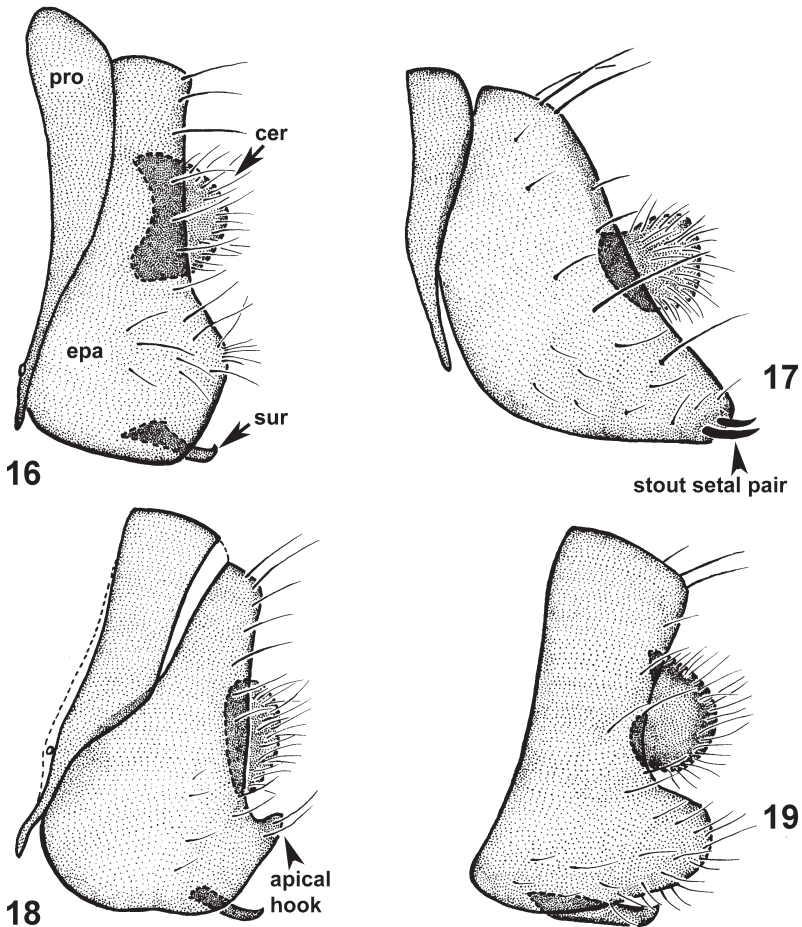 pro
cer
epa
sur
16
17
stout setal pair
apical
hook
18
19